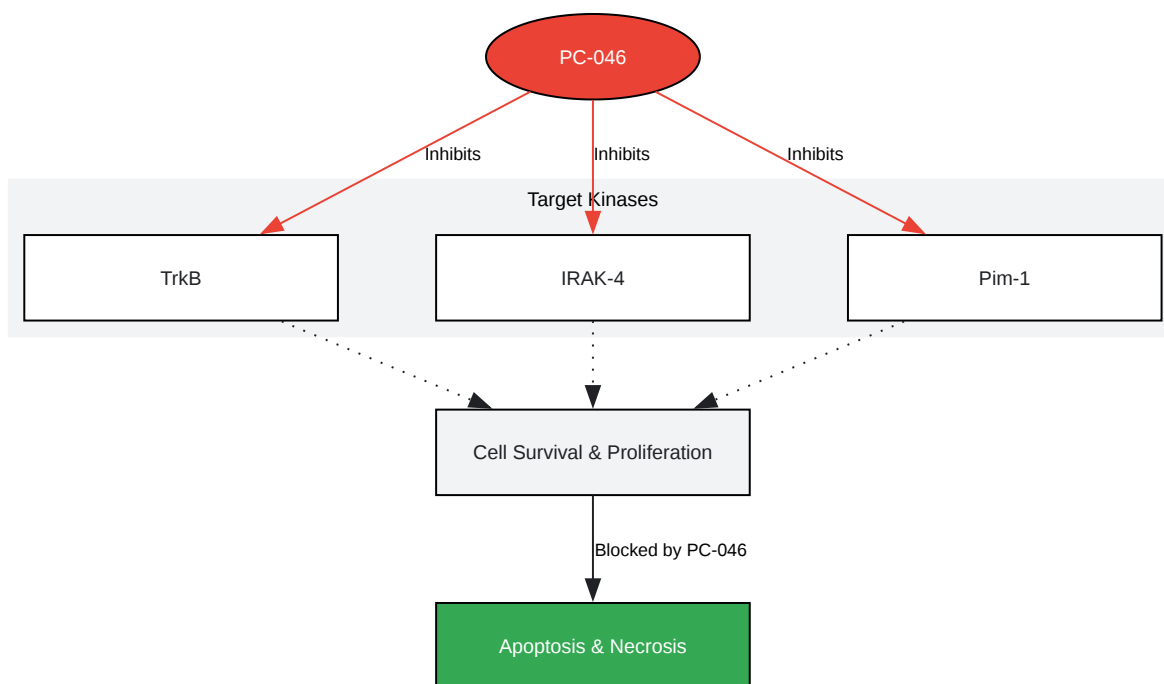 PC-046
Inhibits
Inhibits
Inhibits
Target Kinases
TrkB
IRAK-4
Pim-1
Cell Survival & Proliferation
Blocked by PC-046
Apoptosis & Necrosis